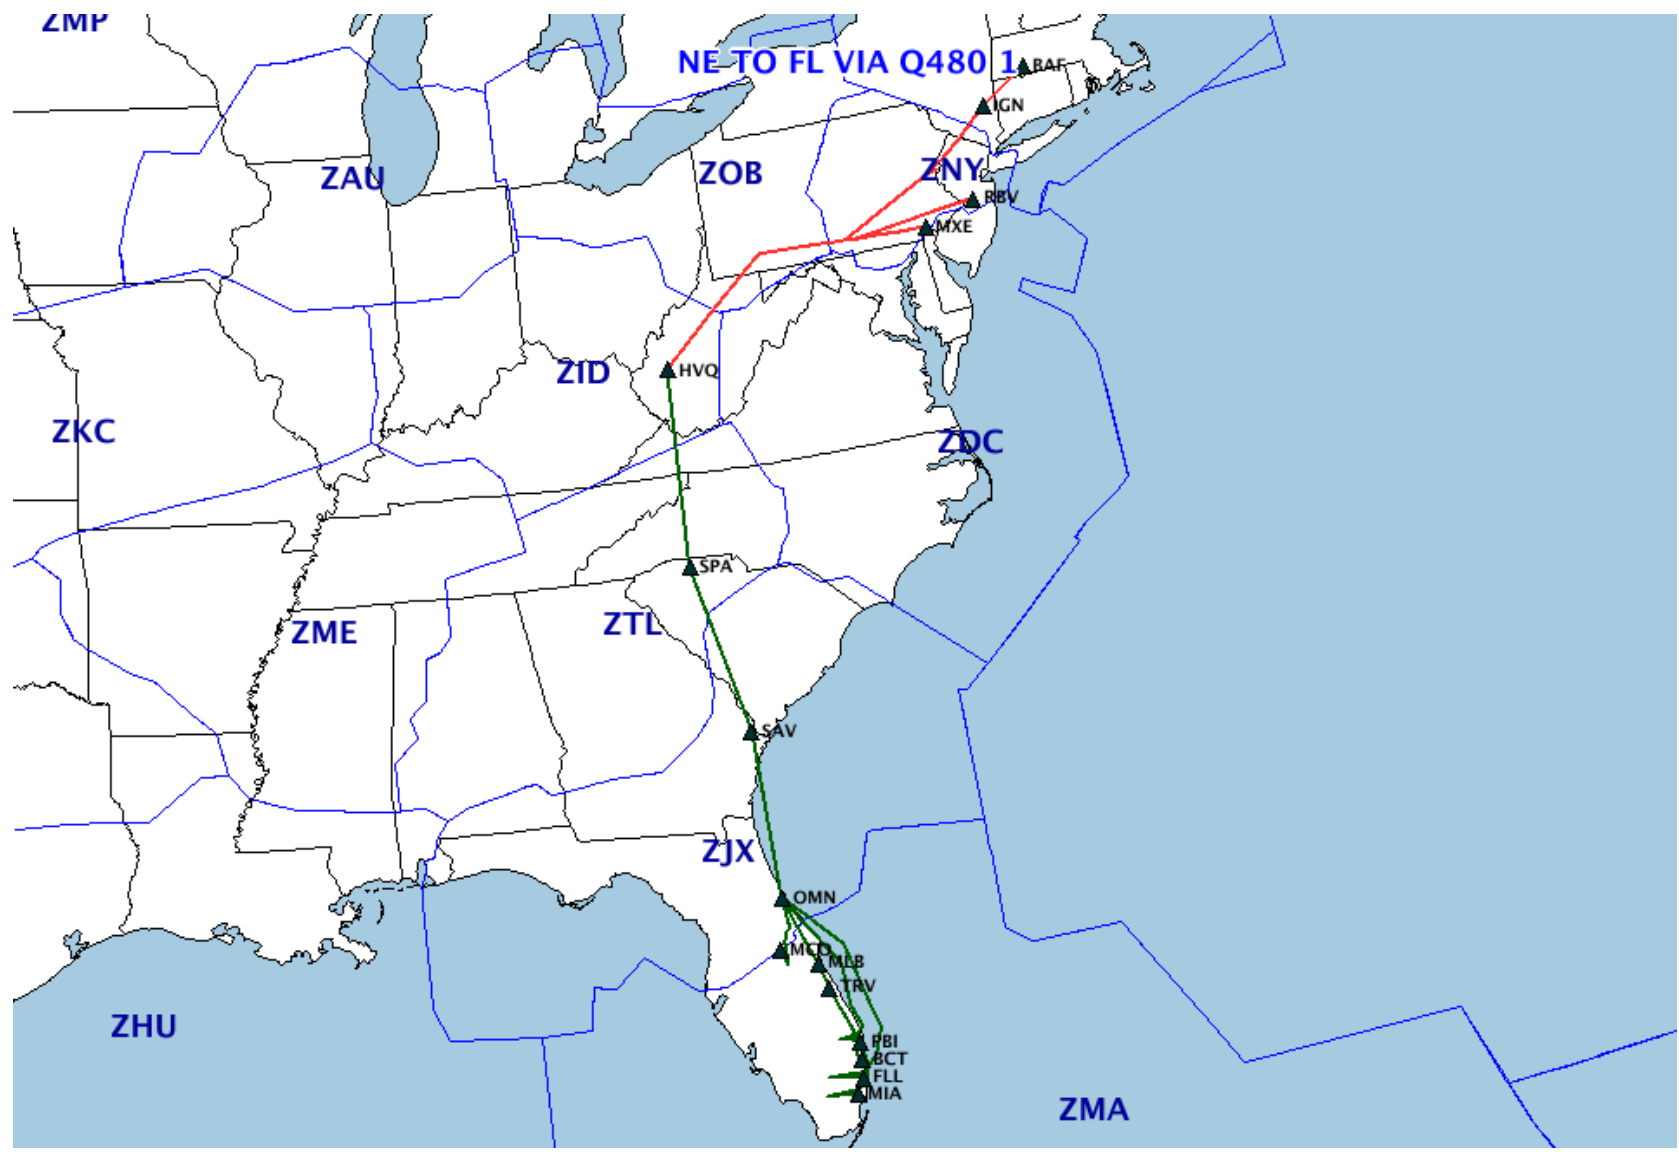 ZMP
NE TO FL VIA Q480 1
BAF
IGN
ZAU
ZOB
ZNY
RBV
MXE
ZID
HVQ
ZKC
ZDC
SPA
ZME
ZTL
SAV
ZJX
OMN
MCO
MLB
TRV
ZHU
PBI
BCT
FLL
MIA
ZMA